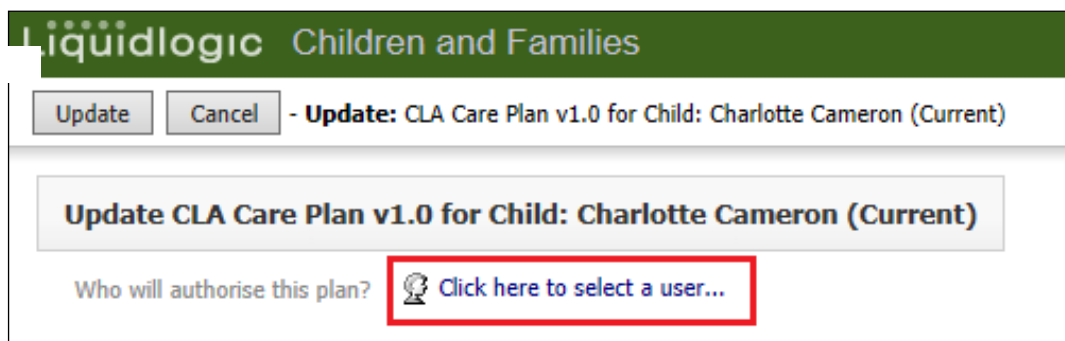 Liquidlogic Children and Families
Update Cancel - Update: CLA Care Plan v1.0 for Child: Charlotte Cameron (Current)
Update CLA Care Plan v1.0 for Child: Charlotte Cameron (Current)
Who will authorise this plan? Click here to select a user...